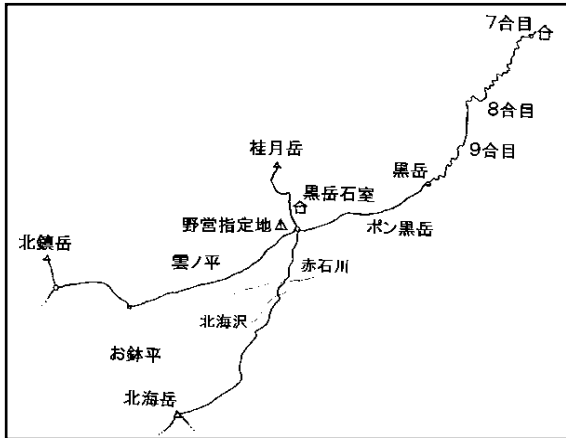 7合目
8合目
9合目
桂月岳
黒岳
黒岳石室
野営指定地
ポン黒岳
北鎮岳
雲ノ平
赤石川
北海沢
お鉢平
北海岳